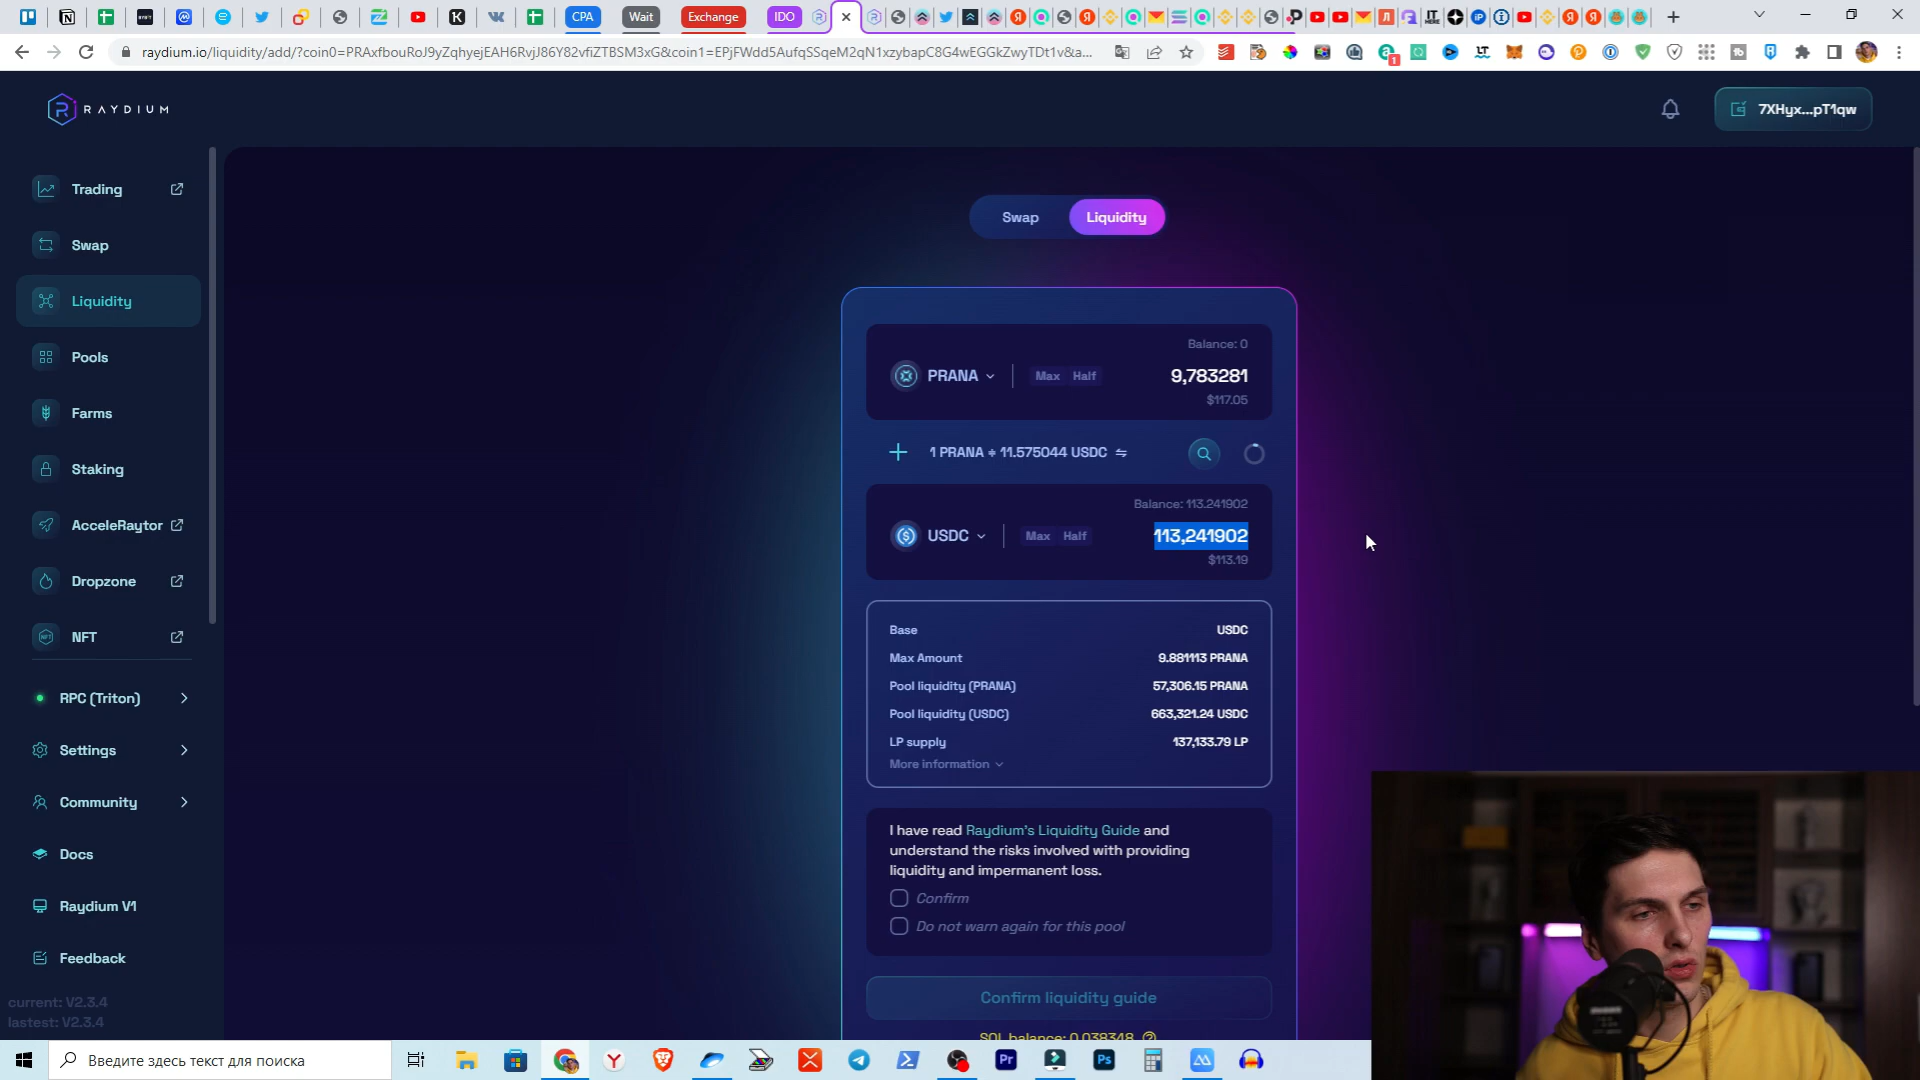 CPA
Wait
Exchange
IDO
raydium.io/liquidity/add/?coin0=PRAxfbouRoJ9yZqhyejEAH6RvjJ86Y82vfiZTBSM3xG&coin1=EPjFWdd5AufqSSqeM2qN1xzybapC8G4wEGGkZwyTDt1v&a...
RAYDIUM
7XHyx...pT1qw
Trading
Swap
Liquidity
Pools
Farms
Staking
AcceleRaytor
Dropzone
NFT
RPC (Triton)
Settings
Community
Docs
Raydium V1
Feedback
current: V2.3.4
lastest: V2.3.4
Swap
Liquidity
Balance: 0
PRANA
Max Half
9,783281
$117.05
1 PRANA ≈ 11.575044 USDC
Balance: 113.241902
USDC
Max Half
113,241902
$113.19
Base USDC
Max Amount 9.881113 PRANA
Pool liquidity (PRANA) 57,306.15 PRANA
Pool liquidity (USDC) 663,321.24 USDC
LP supply 137,133.79 LP
More information
I have read Raydium's Liquidity Guide and
understand the risks involved with providing
liquidity and impermanent loss.
Confirm
Do not warn again for this pool
Confirm liquidity guide
SOL balance: 0.038348
Введите здесь текст для поиска